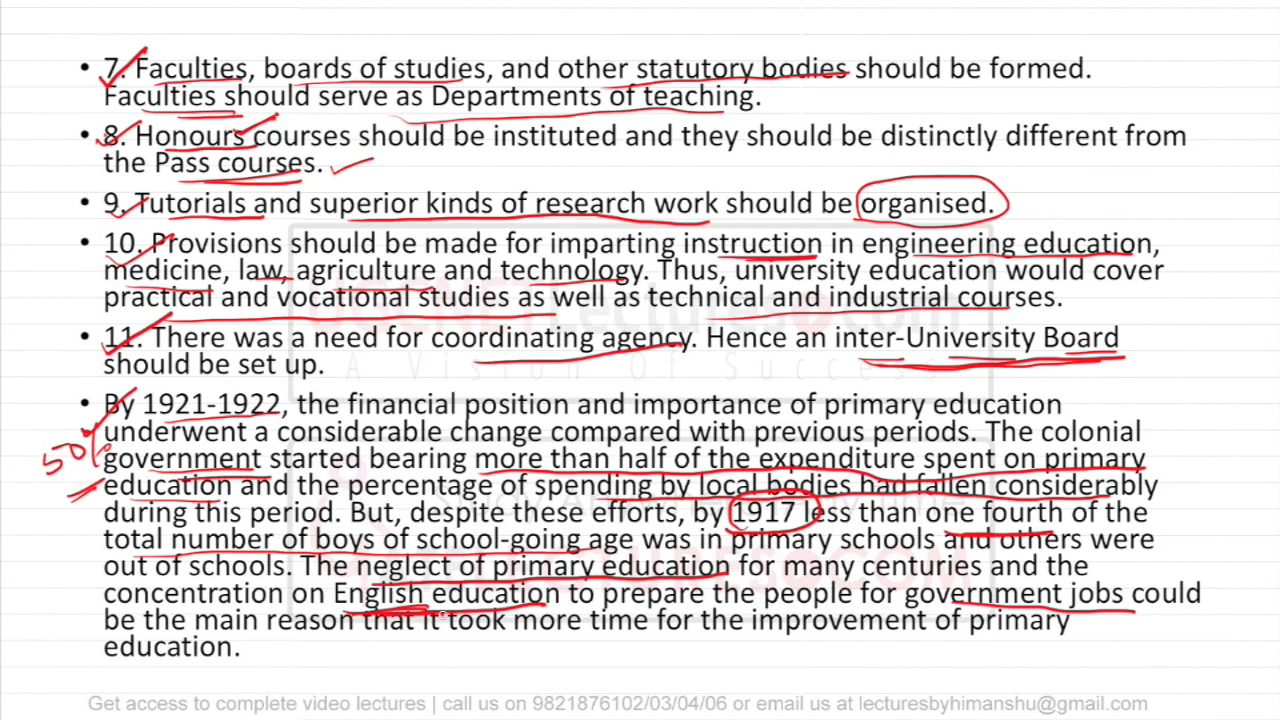 • 7. Faculties, boards of studies, and other statutory bodies should be formed.
Faculties should serve as Departments of teaching.
• 8. Honours courses should be instituted and they should be distinctly different from
the Pass courses.
• 9. Tutorials and superior kinds of research work should be organised.
• 10. Provisions should be made for imparting instruction in engineering education,
medicine, law, agriculture and technology. Thus, university education would cover
practical and vocational studies as well as technical and industrial courses.
• 11. There was a need for coordinating agency. Hence an inter-University Board
should be set up.
A Vision Of Success
• By 1921-1922, the financial position and importance of primary education
underwent a considerable change compared with previous periods. The colonial
50%
government started bearing more than half of the expenditure spent on primary
education and the percentage of spending by local bodies had fallen considerably
during this period. But, despite these efforts, by 1917 less than one fourth of the
total number of boys of school-going age was in primary schools and others were
out of schools. The neglect of primary education for many centuries and the
concentration on English education to prepare the people for government jobs could
be the main reason that it took more time for the improvement of primary
education.
Get access to complete video lectures | call us on 9821876102/03/04/06 or email us at lecturesbyhimanshu@gmail.com